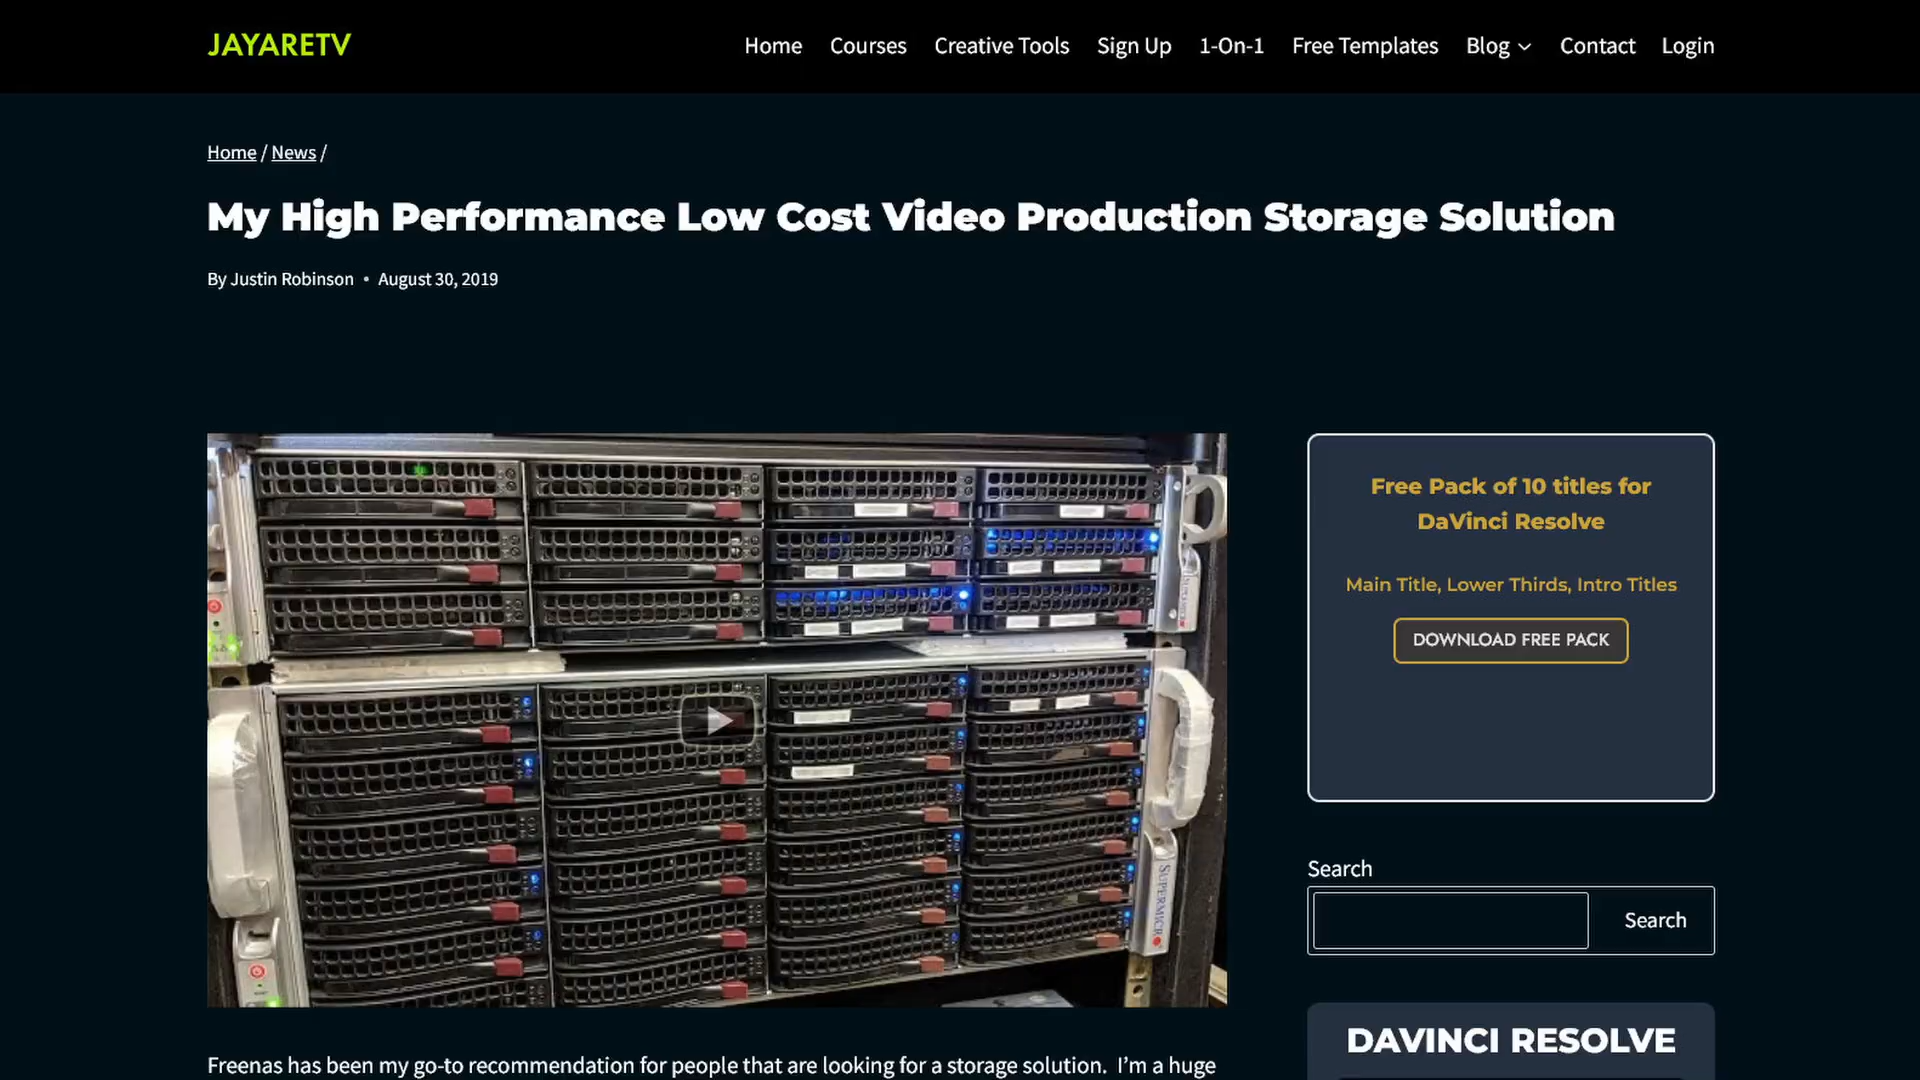 JAYARETV
Home Courses Creative Tools Sign Up 1-On-1 Free Templates Blog Contact Login
Home / News /
My High Performance Low Cost Video Production Storage Solution
By Justin Robinson • August 30, 2019
Free Pack of 10 titles for
DaVinci Resolve
Main Title, Lower Thirds, Intro Titles
DOWNLOAD FREE PACK
SUPERMICRO
Search
Search
DAVINCI RESOLVE
Freenas has been my go-to recommendation for people that are looking for a storage solution. I'm a huge